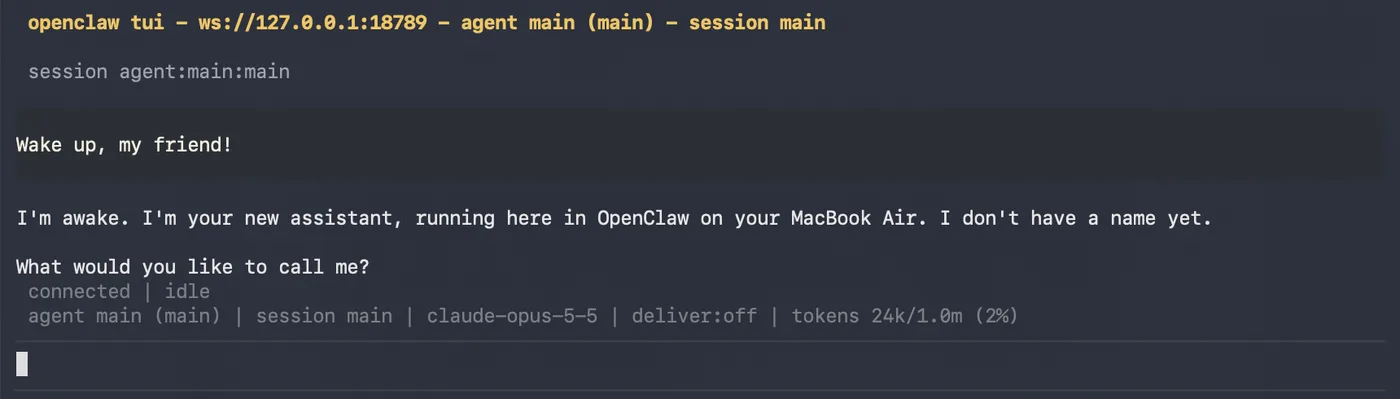 openclaw tui - ws://127.0.0.1:18789 - agent main (main) - session main
session agent:main:main
Wake up, my friend!
I'm awake. I'm your new assistant, running here in OpenClaw on your MacBook Air. I don't have a name yet.
What would you like to call me?
connected | idle
agent main (main) | session main | claude-opus-5-5 | deliver:off | tokens 24k/1.0m (2%)